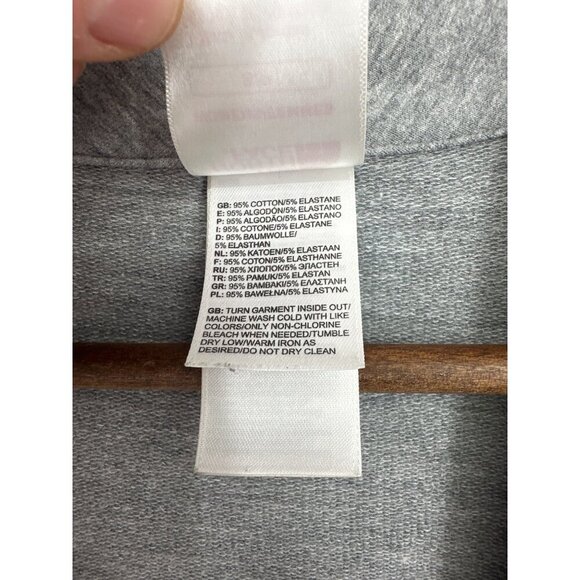 GB: 95% COTTON/5% ELASTANE
E: 95% ALGODÓN/5% ELASTANO
P: 95% ALGODÃO/5% ELASTANO
I: 95% COTONE/5% ELASTANE
D: 95% BAUMWOLLE/
5% ELASTHAN
NL: 95% KATOEN/5% ELASTAAN
F: 95% COTON/5% ELASTHANNE
RU: 95% ХЛОПОК/5% ЭЛАСТЕН
TR: 95% PAMUK/5% ELASTAN
GR: 95% ΒΑΜΒΑΚΙ/5% ΕΛΑΣΤΑΝΗ
PL: 95% BAWEŁNA/5% ELASTYNA
GB: TURN GARMENT INSIDE OUT/
MACHINE WASH COLD WITH LIKE
COLORS/ONLY NON-CHLORINE
BLEACH WHEN NEEDED/TUMBLE
DRY LOW/WARM IRON AS
DESIRED/DO NOT DRY CLEAN